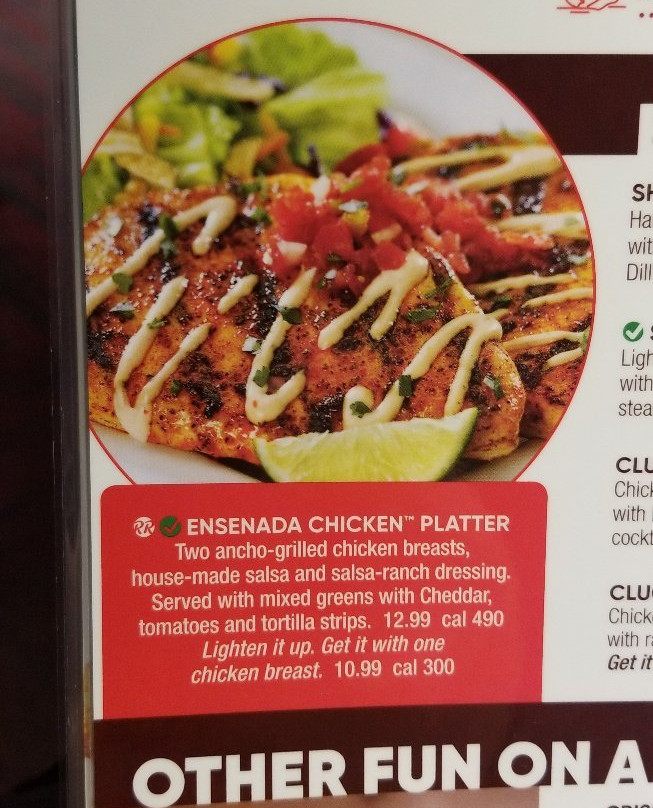 RR ENSENADA CHICKEN™ PLATTER
Two ancho-grilled chicken breasts,
house-made salsa and salsa-ranch dressing.
Served with mixed greens with Cheddar,
tomatoes and tortilla strips. 12.99 cal 490
Lighten it up. Get it with one
chicken breast. 10.99 cal 300
OTHER FUN ON A
SH
Ha
with
Dill
S
Ligh
with
stea
CLU
Chick
with
cockt
CLU
Chick
with
Get it